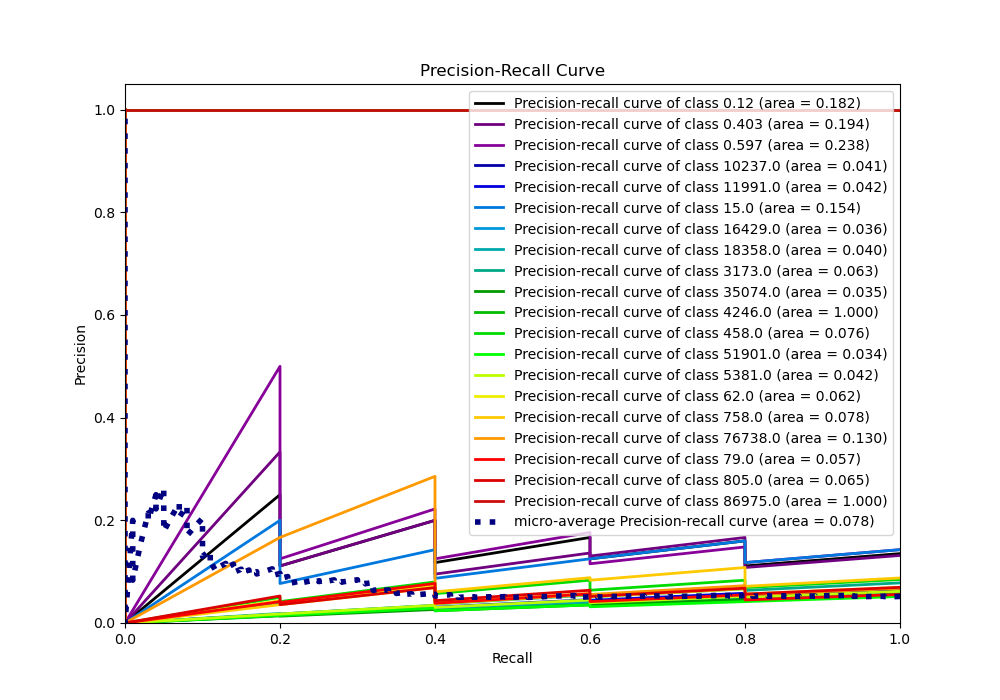 Precision-Recall Curve
1.0
0.8
0.6
0.4
0.2
0.0
Precision
Precision-recall curve of class 0.12 (area = 0.182)
Precision-recall curve of class 0.403 (area = 0.194)
Precision-recall curve of class 0.597 (area = 0.238)
Precision-recall curve of class 10237.0 (area = 0.041)
Precision-recall curve of class 11991.0 (area = 0.042)
Precision-recall curve of class 15.0 (area = 0.154)
Precision-recall curve of class 16429.0 (area = 0.036)
Precision-recall curve of class 18358.0 (area = 0.040)
Precision-recall curve of class 3173.0 (area = 0.063)
Precision-recall curve of class 35074.0 (area = 0.035)
Precision-recall curve of class 4246.0 (area = 1.000)
Precision-recall curve of class 458.0 (area = 0.076)
Precision-recall curve of class 51901.0 (area = 0.034)
Precision-recall curve of class 5381.0 (area = 0.042)
Precision-recall curve of class 62.0 (area = 0.062)
Precision-recall curve of class 758.0 (area = 0.078)
Precision-recall curve of class 76738.0 (area = 0.130)
Precision-recall curve of class 79.0 (area = 0.057)
Precision-recall curve of class 805.0 (area = 0.065)
Precision-recall curve of class 86975.0 (area = 1.000)
micro-average Precision-recall curve (area = 0.078)
0.0 0.2 0.4 0.6 0.8 1.0
Recall